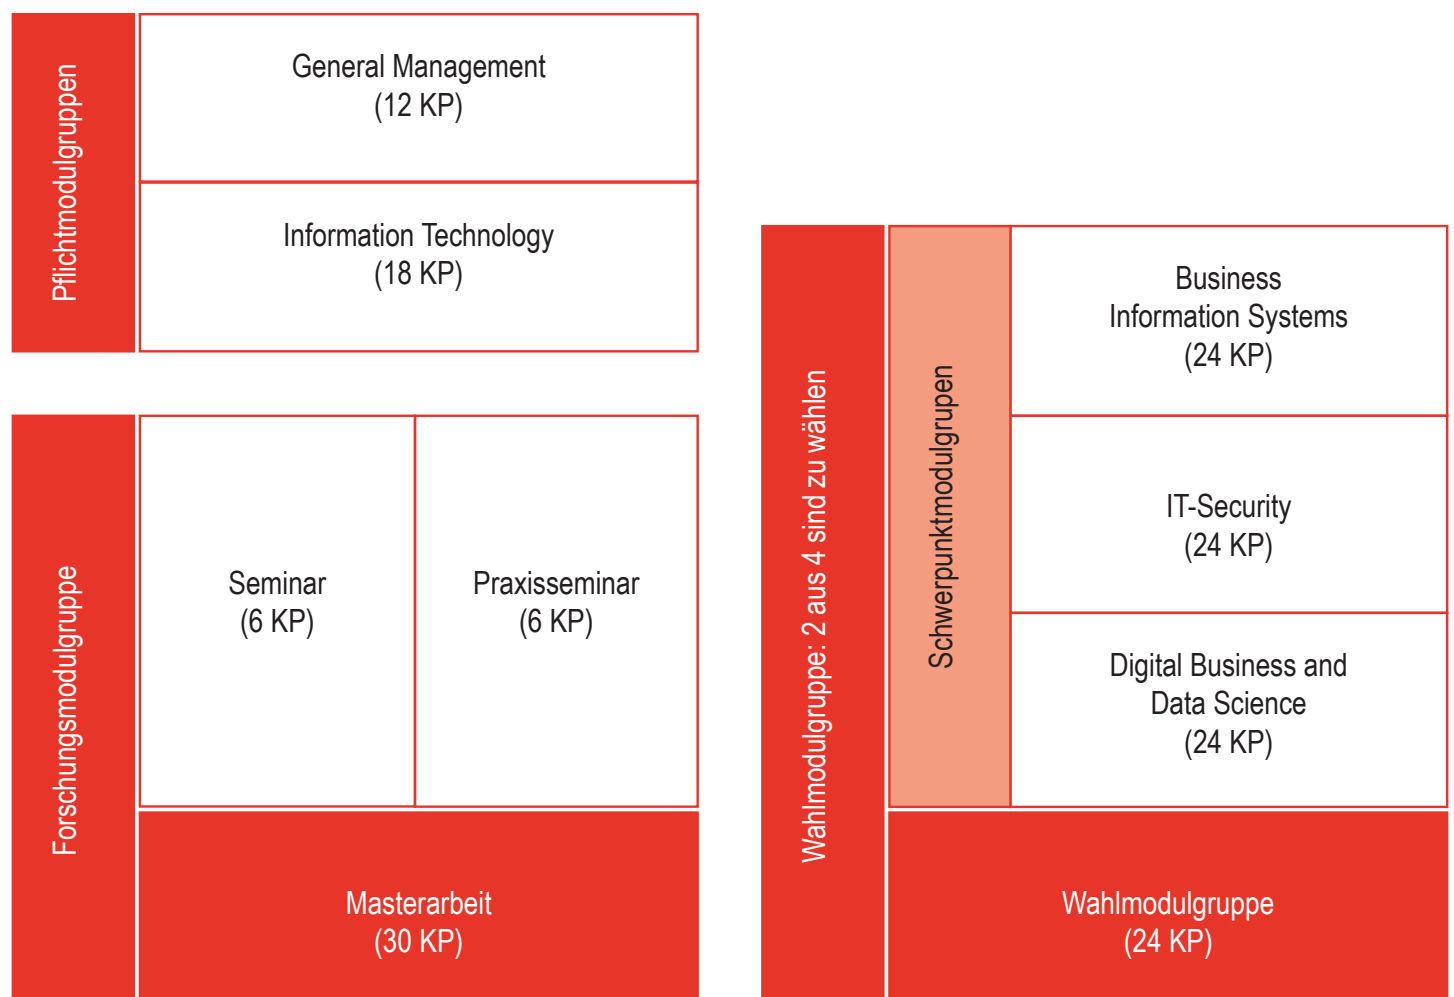 Pflichtmodulgruppen
General Management
(12 KP)
Information Technology
(18 KP)
Forschungsmodulgruppe
Seminar
(6 KP)
Praxisseminar
(6 KP)
Masterarbeit
(30 KP)
Wahlmodulgruppe: 2 aus 4 sind zu wählen
Schwerpunktmodulgrupen
Business
Information Systems
(24 KP)
IT-Security
(24 KP)
Digital Business and
Data Science
(24 KP)
Wahlmodulgruppe
(24 KP)